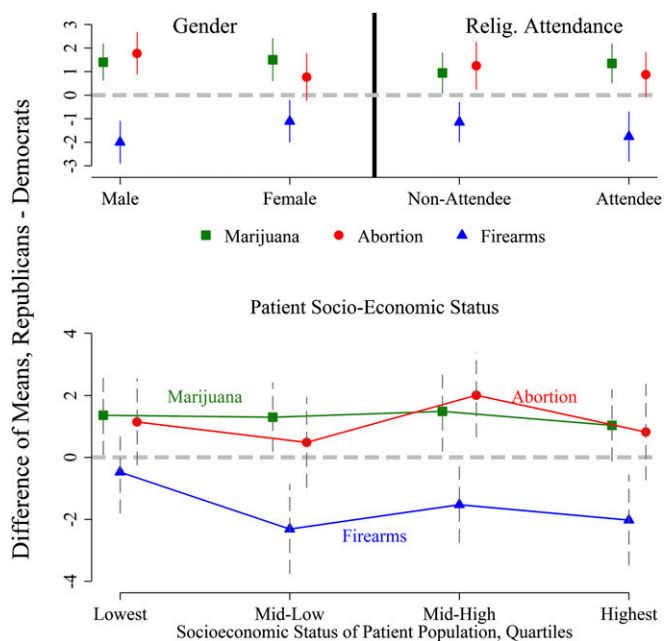 Difference of Means, Republicans - Democrats
Gender
Relig. Attendance
3
2
1
0
-1
-2
-3
Male
Female
Non-Attendee
Attendee
Marijuana
Abortion
Firearms
Patient Socio-Economic Status
4
2
0
-2
-4
Marijuana
Abortion
Firearms
Lowest
Mid-Low
Mid-High
Highest
Socioeconomic Status of Patient Population, Quartiles